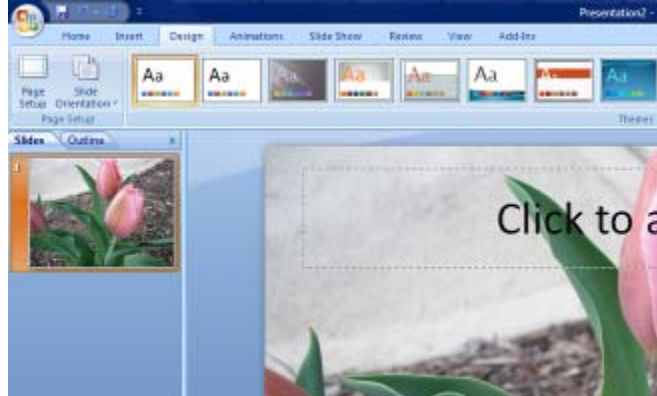 Presentation2 -
Home Insert Design Animations Slide Show Review View Add-Ins
Aa Aa Aa Aa Aa Aa Aa Aa
Page Setup
Slide Orientation
Page Setup
Themes
Slides Outline x
1
Click to a